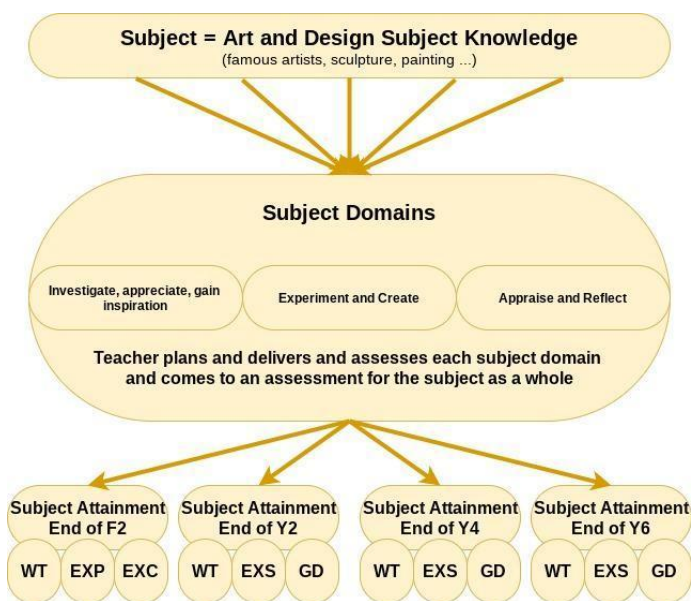 Subject = Art and Design Subject Knowledge
(famous artists, sculpture, painting ...)
Subject Domains
Investigate, appreciate, gain
inspiration
Experiment and Create
Appraise and Reflect
Teacher plans and delivers and assesses each subject domain
and comes to an assessment for the subject as a whole
Subject Attainment
End of F2
WT EXP EXC
Subject Attainment
End of Y2
WT EXS GD
Subject Attainment
End of Y4
WT EXS GD
Subject Attainment
End of Y6
WT EXS GD